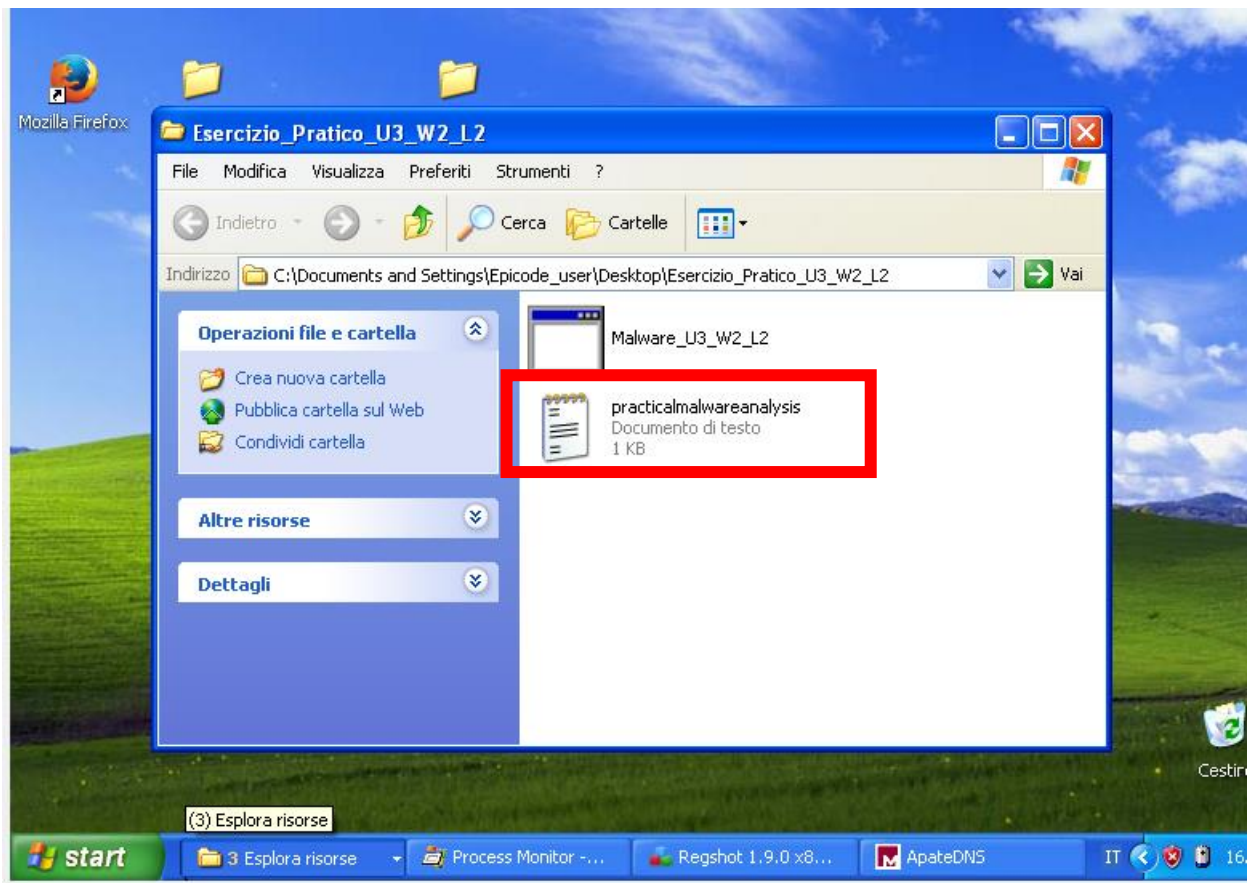 Mozilla Firefox
Esercizio_Pratico_U3_W2_L2
File Modifica Visualizza Preferiti Strumenti ?
Indietro Cerca Cartelle
Indirizzo C:\Documents and Settings\Epicode_user\Desktop\Esercizio_Pratico_U3_W2_L2 Vai
Operazioni file e cartella
Crea nuova cartella
Pubblica cartella sul Web
Condividi cartella
Altre risorse
Dettagli
Malware_U3_W2_L2
practicalmalwareanalysis
Documento di testo
1 KB
(3) Esplora risorse
start 3 Esplora risorse Process Monitor -... Regshot 1.9.0 x8... ApateDNS IT 16.